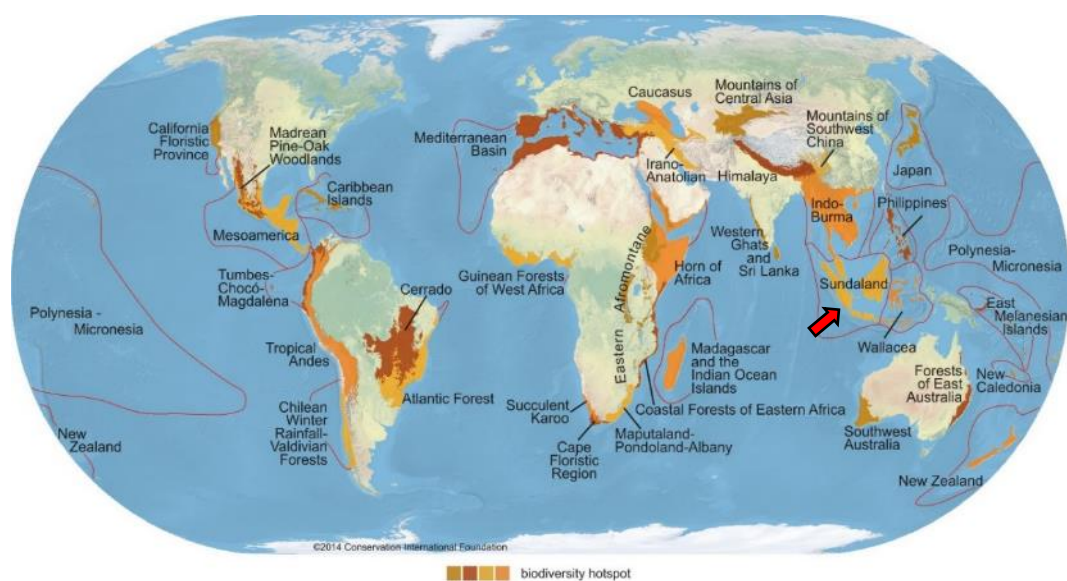 California
Floristic
Province
Madrean
Pine-Oak
Woodlands
Caribbean
Islands
Mesoamerica
Tumbes-
Chocó-
Magdalena
Polynesia -
Micronesia
New
Zealand
Tropical
Andes
Cerrado
Atlantic Forest
Chilean
Winter
Rainfall-
Valdivian
Forests
Mediterranean
Basin
Caucasus
Irano-
Anatolian
Mountains of
Central Asia
Mountains of
Southwest
China
Himalaya
Japan
Indo-
Burma
Philippines
Western
Ghats
and
Sri Lanka
Guinean Forests
of West Africa
Eastern Afromontane
Horn of
Africa
Sundaland
Polynesia-
Micronesia
East
Melanesian
Islands
Wallacea
Madagascar
and the
Indian Ocean
Islands
Coastal Forests of Eastern Africa
Succulent
Karoo
Cape
Floristic
Region
Maputaland-
Pondoland-Albany
Forests
of East
Australia
New
Caledonia
Southwest
Australia
New Zealand
©2014 Conservation International Foundation
biodiversity hotspot